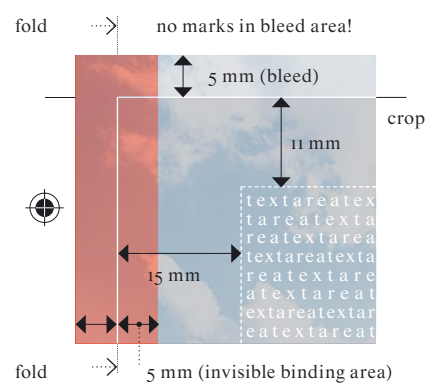 fold
no marks in bleed area!
5 mm (bleed)
crop
11 mm
textareatex
tareatexta
reatextarea
textareatexta
reatextare
atextareat
extareatextar
eatextareat
15 mm
fold
5 mm (invisible binding area)